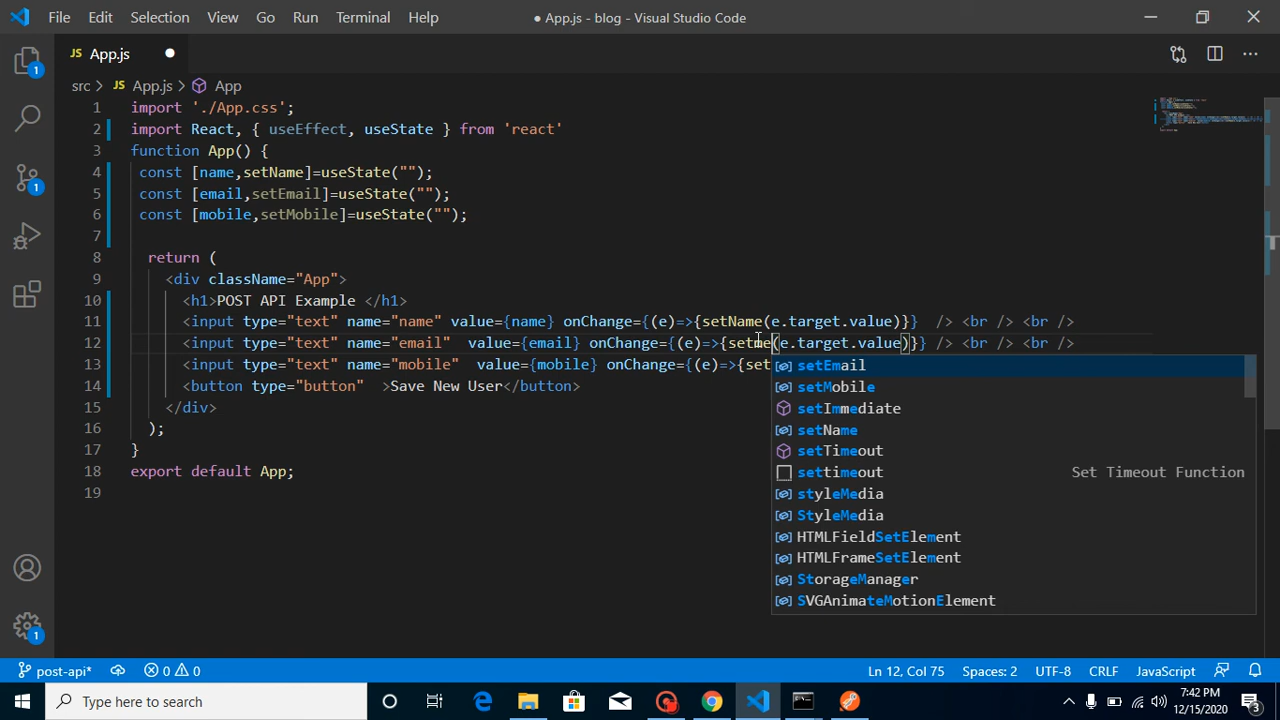 File Edit Selection View Go Run Terminal Help ● App.js - blog - Visual Studio Code
JS App.js ●
src > JS App.js > App
1 import './App.css';
2 import React, { useEffect, useState } from 'react'
3 function App() {
4 const [name,setName]=useState("");
5 const [email,setEmail]=useState("");
6 const [mobile,setMobile]=useState("");
7
8 return (
9 <div className="App">
10 <h1>POST API Example </h1>
11 <input type="text" name="name" value={name} onChange={(e)=>{setName(e.target.value)}} /> <br /> <br />
12 <input type="text" name="email" value={email} onChange={(e)=>{setme(e.target.value)}} /> <br /> <br />
13 <input type="text" name="mobile" value={mobile} onChange={(e)=>{set
14 <button type="button" >Save New User</button>
15 </div>
16 );
17 }
18 export default App;
19
setEmail
setMobile
setImmediate
setName
setTimeout
settimeout Set Timeout Function
styleMedia
StyleMedia
HTMLFieldSetElement
HTMLFrameSetElement
StorageManager
SVGAnimateMotionElement
1
1
1
post-api* 0 0 Ln 12, Col 75 Spaces: 2 UTF-8 CRLF JavaScript
Type here to search
7:42 PM
12/15/2020
3